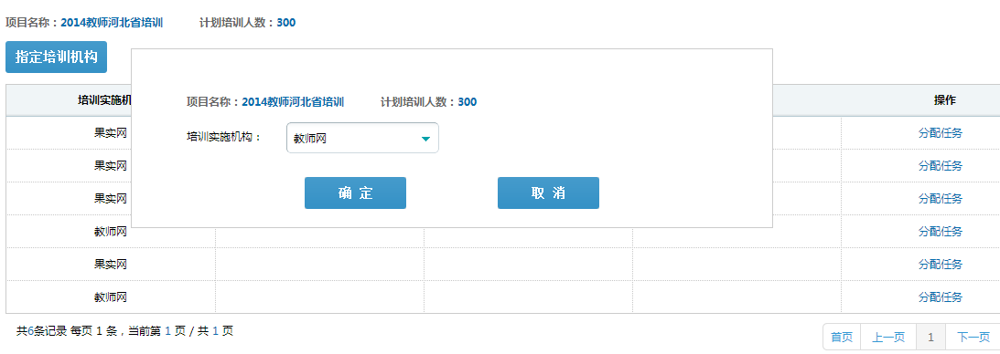 项目名称：2014教师河北省培训 计划培训人数：300
指定培训机构
项目名称：2014教师河北省培训 计划培训人数：300
培训实施机构： 教师网
确 定 取 消
培训实施机 操作
果实网 分配任务
果实网 分配任务
果实网 分配任务
教师网 分配任务
果实网 分配任务
教师网 分配任务
共6条记录 每页 1 条，当前第 1 页 / 共 1 页 首页 上一页 1 下一页